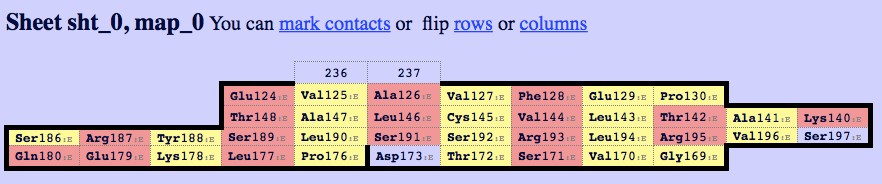 Sheet sht_0, map_0 You can mark contacts or flip rows or columns
236 237
Glu124:E Val125:E Ala126:E Val127:E Phe128:E Glu129:E Pro130:E
Thr148:E Ala147:E Leu146:E Cys145:E Val144:E Leu143:E Thr142:E Ala141:E Lys140:E
Ser186:E Arg187:E Tyr188:E Ser189:E Leu190:E Ser191:E Ser192:E Arg193:E Leu194:E Arg195:E Val196:E Ser197:E
Gln180:E Glu179:E Lys178:E Leu177:E Pro176:E Asp173:E Thr172:E Ser171:E Val170:E Gly169:E